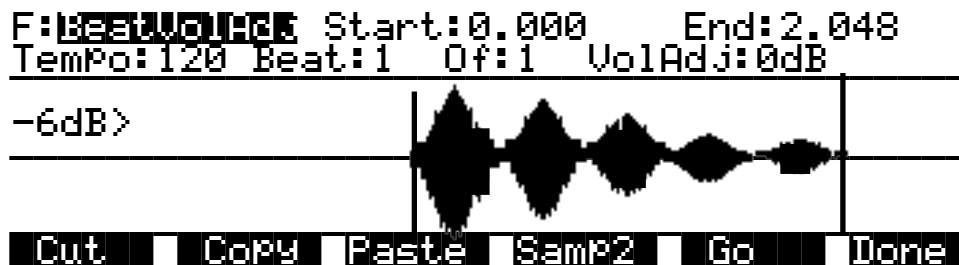 F:BeatVolAdj Start:0.000 End:2.048
Tempo:120 Beat:1 Of:1 VolAdj:0dB
-6dB>
Cut Copy Paste Samp2 Go Done